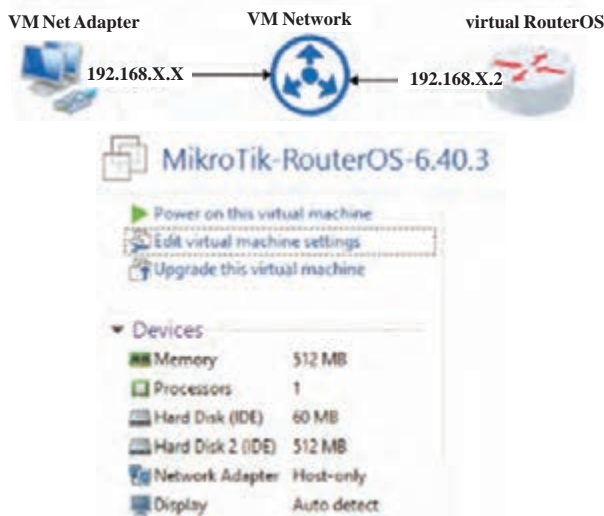 VM Net Adapter VM Network virtual RouterOS
192.168.X.X 192.168.X.2
MikroTik-RouterOS-6.40.3
Power on this virtual machine
Edit virtual machine settings
Upgrade this virtual machine
Devices
Memory 512 MB
Processors 1
Hard Disk (IDE) 60 MB
Hard Disk 2 (IDE) 512 MB
Network Adapter Host-only
Display Auto detect